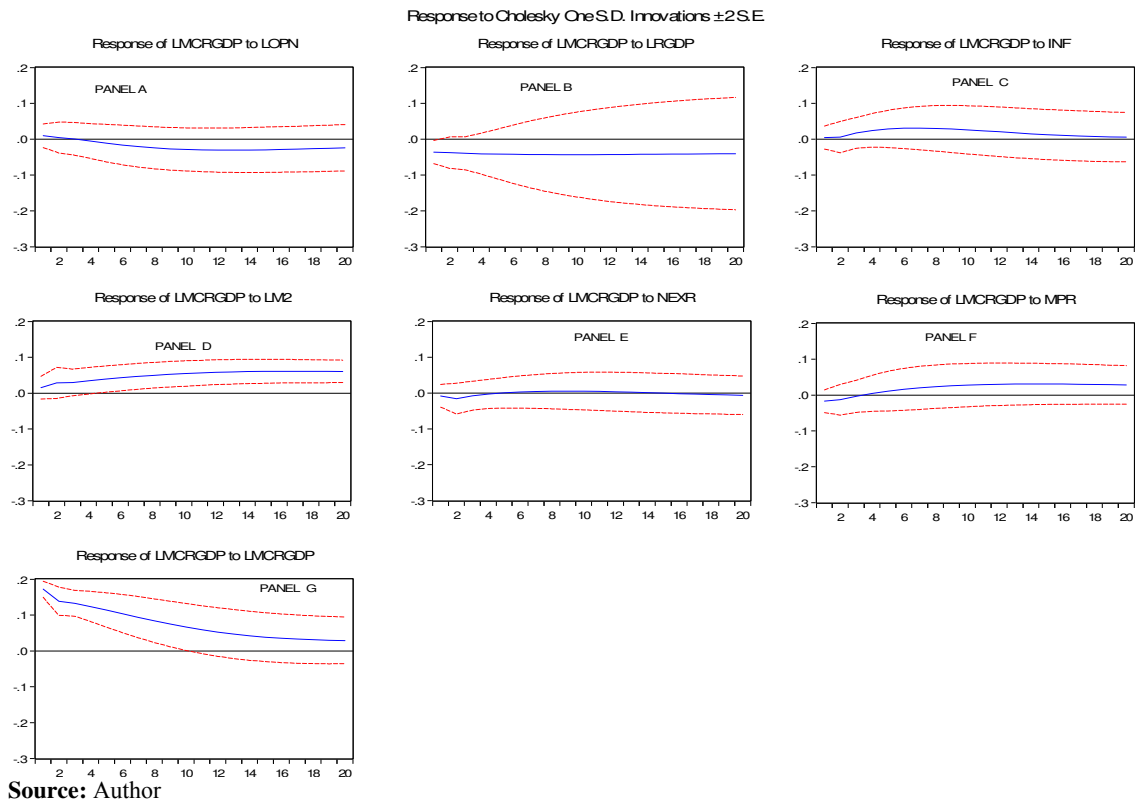 Response to Cholesky One S.D. Innovations ±2 S.E.
Response of LMCRGDP to LOPN
Response of LMCRGDP to LRGDP
Response of LMCRGDP to INF
.2
.1
.0
-.1
-.2
-.3
PANEL A
2 4 6 8 10 12 14 16 18 20
.2
.1
.0
-.1
-.2
-.3
PANEL B
2 4 6 8 10 12 14 16 18 20
.2
.1
.0
-.1
-.2
-.3
PANEL C
2 4 6 8 10 12 14 16 18 20
Response of LMCRGDP to LM2
Response of LMCRGDP to NEXR
Response of LMCRGDP to MPR
.2
.1
.0
-.1
-.2
-.3
PANEL D
2 4 6 8 10 12 14 16 18 20
.2
.1
.0
-.1
-.2
-.3
PANEL E
2 4 6 8 10 12 14 16 18 20
.2
.1
.0
-.1
-.2
-.3
PANEL F
2 4 6 8 10 12 14 16 18 20
Response of LMCRGDP to LMCRGDP
.2
.1
.0
-.1
-.2
-.3
PANEL G
2 4 6 8 10 12 14 16 18 20
Source: Author